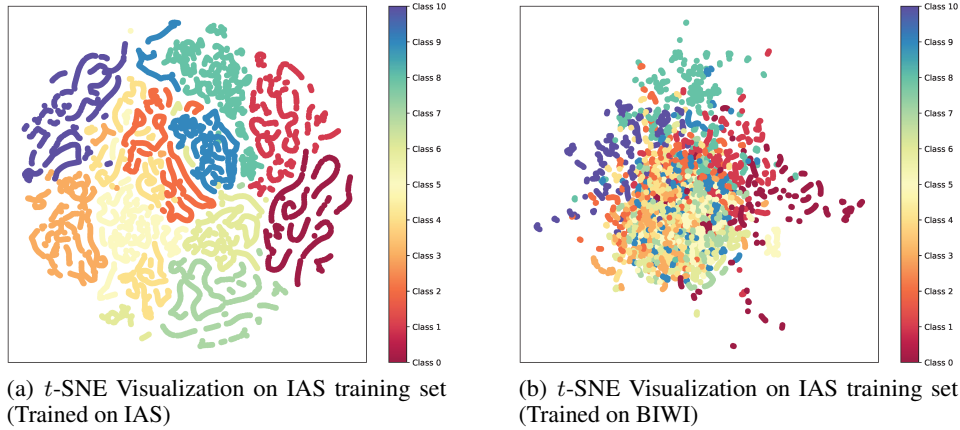 Class 10
Class 9
Class 8
Class 7
Class 6
Class 5
Class 4
Class 3
Class 2
Class 1
Class 0
(a) t-SNE Visualization on IAS training set
(Trained on IAS)
Class 10
Class 9
Class 8
Class 7
Class 6
Class 5
Class 4
Class 3
Class 2
Class 1
Class 0
(b) t-SNE Visualization on IAS training set
(Trained on BIWI)